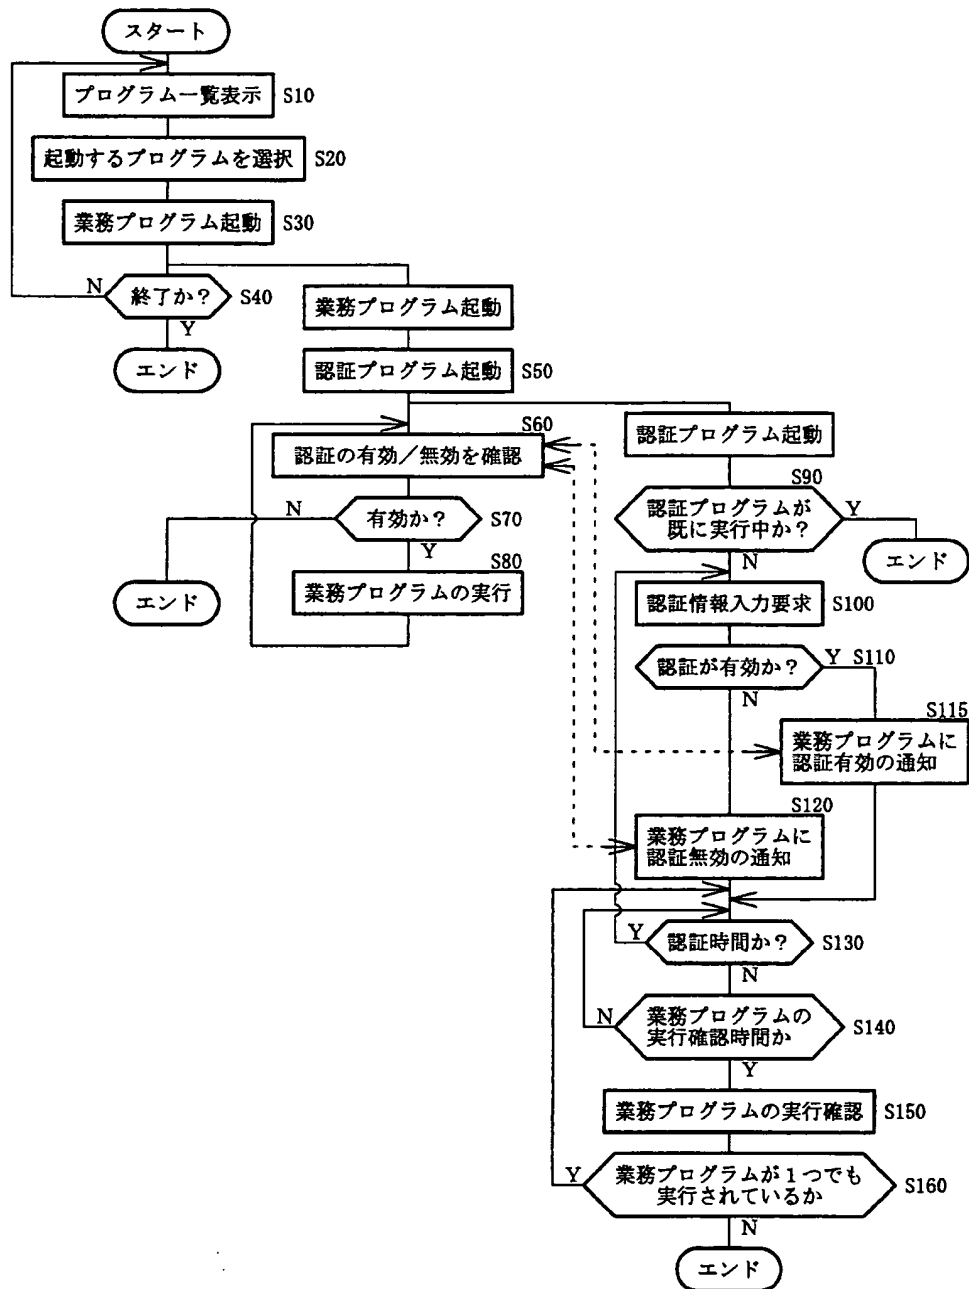 スタート
プログラム一覧表示 S10
起動するプログラムを選択 S20
業務プログラム起動 S30
N 終了か？ S40
Y
エンド
業務プログラム起動
認証プログラム起動 S50
S60
認証の有効／無効を確認
N 有効か？ S70
Y
S80
業務プログラムの実行
エンド
認証プログラム起動
S90
認証プログラムが
既に実行中か？
Y
エンド
N
認証情報入力要求 S100
認証が有効か？ Y S110
N
S115
業務プログラムに
認証有効の通知
S120
業務プログラムに
認証無効の通知
Y 認証時間か？ S130
N
N 業務プログラムの
実行確認時間か S140
Y
業務プログラムの実行確認 S150
Y 業務プログラムが１つでも
実行されているか S160
N
エンド